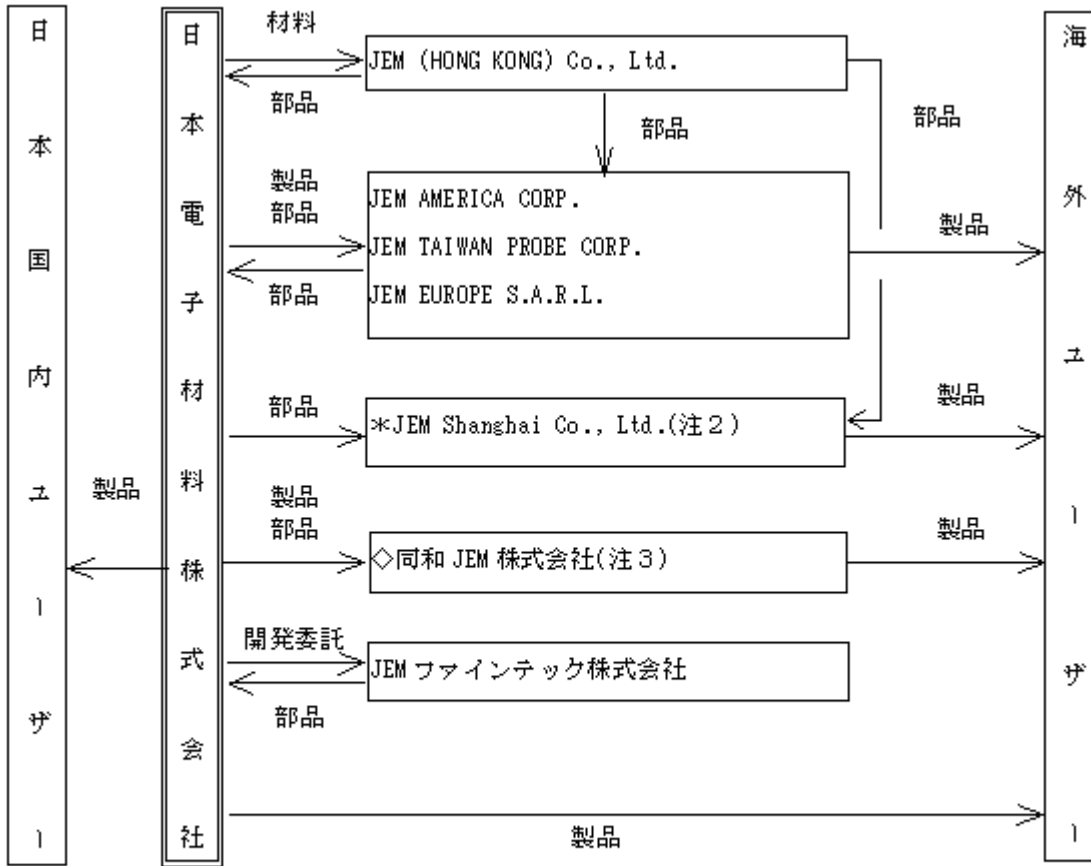 日本国内ユーザー
日本電子材料株式会社
海外ユーザー
材料
JEM (HONG KONG) Co., Ltd.
部品
部品
部品
製品
部品
JEM AMERICA CORP.
JEM TAIWAN PROBE CORP.
JEM EUROPE S.A.R.L.
製品
部品
部品
*JEM Shanghai Co., Ltd.(注２)
製品
製品
製品
部品
◇同和 JEM 株式会社(注３)
製品
開発委託
JEM ファインテック株式会社
部品
製品